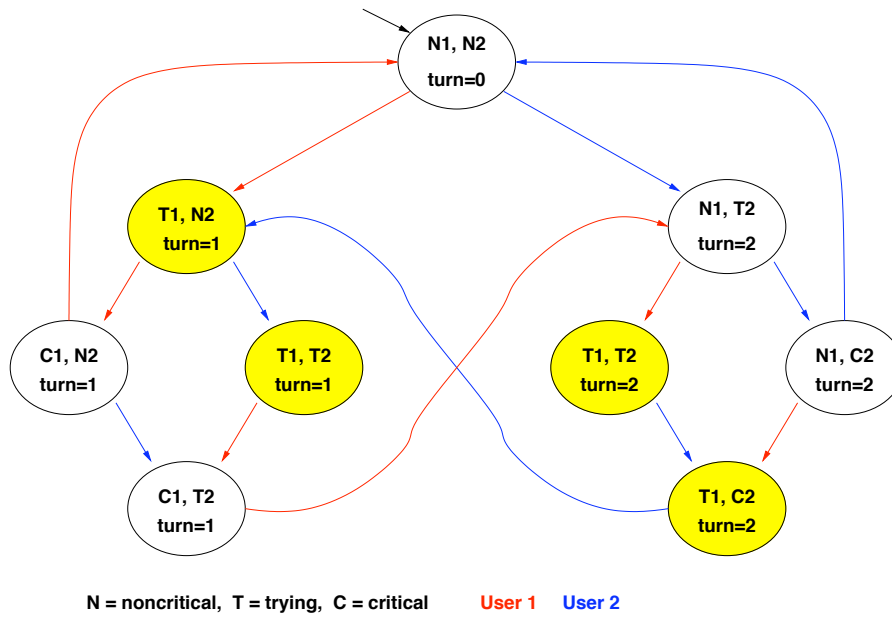 N1, N2
turn=0
T1, N2
turn=1
N1, T2
turn=2
C1, N2
turn=1
T1, T2
turn=1
T1, T2
turn=2
N1, C2
turn=2
C1, T2
turn=1
T1, C2
turn=2
N = noncritical, T = trying, C = critical User 1 User 2